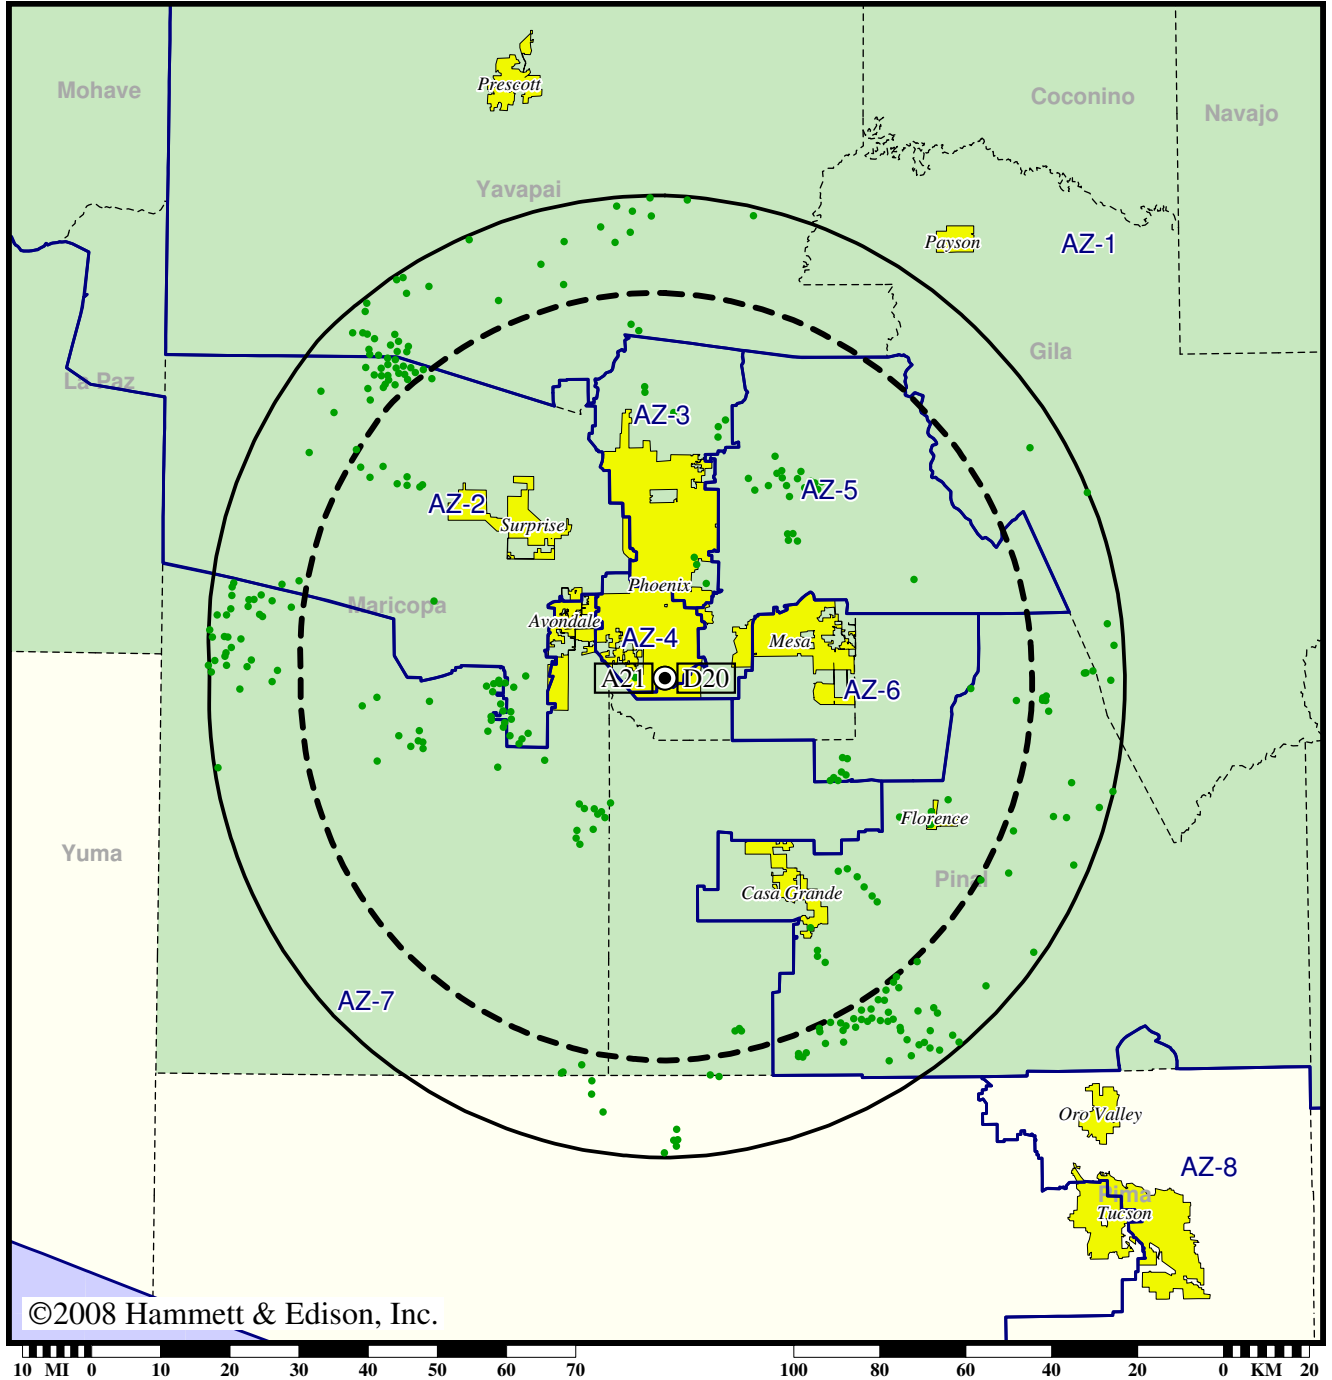 Prescott
Mohave
Coconino
Navajo
Yavapai
Payson
AZ-1
Gila
La Paz
AZ-3
AZ-2
AZ-5
Surprise
Phoenix
Maricopa
Avondale
AZ-4
Mesa
A21
D20
AZ-6
Florence
Yuma
Pinal
Casa Grande
AZ-7
Oro Valley
AZ-8
Pima
Tucson
©2008 Hammett & Edison, Inc.
10 MI 0 10 20 30 40 50 60 70 100 80 60 40 20 0 KM 20